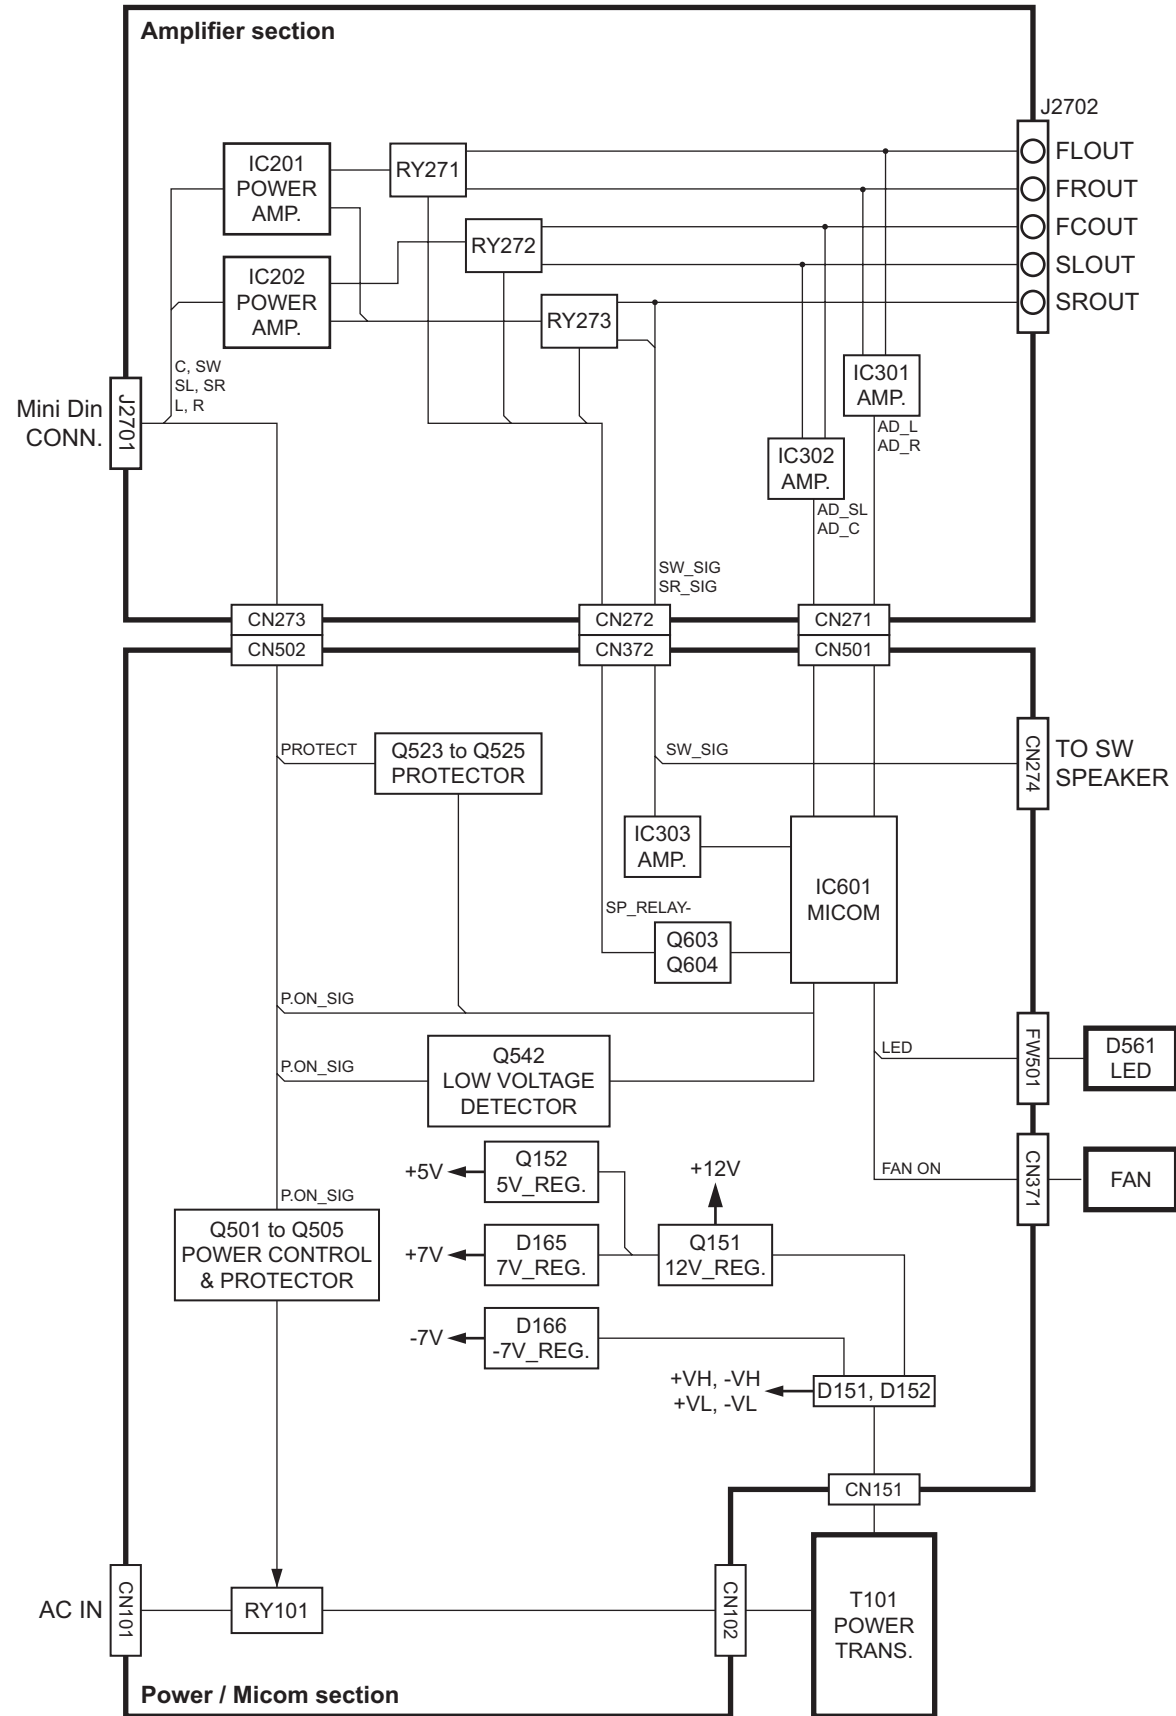 Amplifier section
J2702
FLOUT
FROUT
FCOUT
SLOUT
SROUT
IC201
POWER
AMP.
RY271
RY272
IC202
POWER
AMP.
RY273
C, SW
SL, SR
L, R
Mini Din
CONN.
J2701
IC301
AMP.
AD_L
AD_R
IC302
AMP.
AD_SL
AD_C
SW_SIG
SR_SIG
CN273
CN272
CN271
CN502
CN372
CN501
PROTECT
Q523 to Q525
PROTECTOR
SW_SIG
CN274
TO SW
SPEAKER
IC303
AMP.
IC601
MICOM
SP_RELAY-
Q603
Q604
P.ON_SIG
LED
FW501
D561
LED
P.ON_SIG
Q542
LOW VOLTAGE
DETECTOR
FAN ON
CN371
FAN
+5V
Q152
5V_REG.
+12V
P.ON_SIG
Q501 to Q505
POWER CONTROL
& PROTECTOR
+7V
D165
7V_REG.
Q151
12V_REG.
-7V
D166
-7V_REG.
+VH, -VH
+VL, -VL
D151, D152
CN151
AC IN
CN101
RY101
CN102
T101
POWER
TRANS.
Power / Micom section